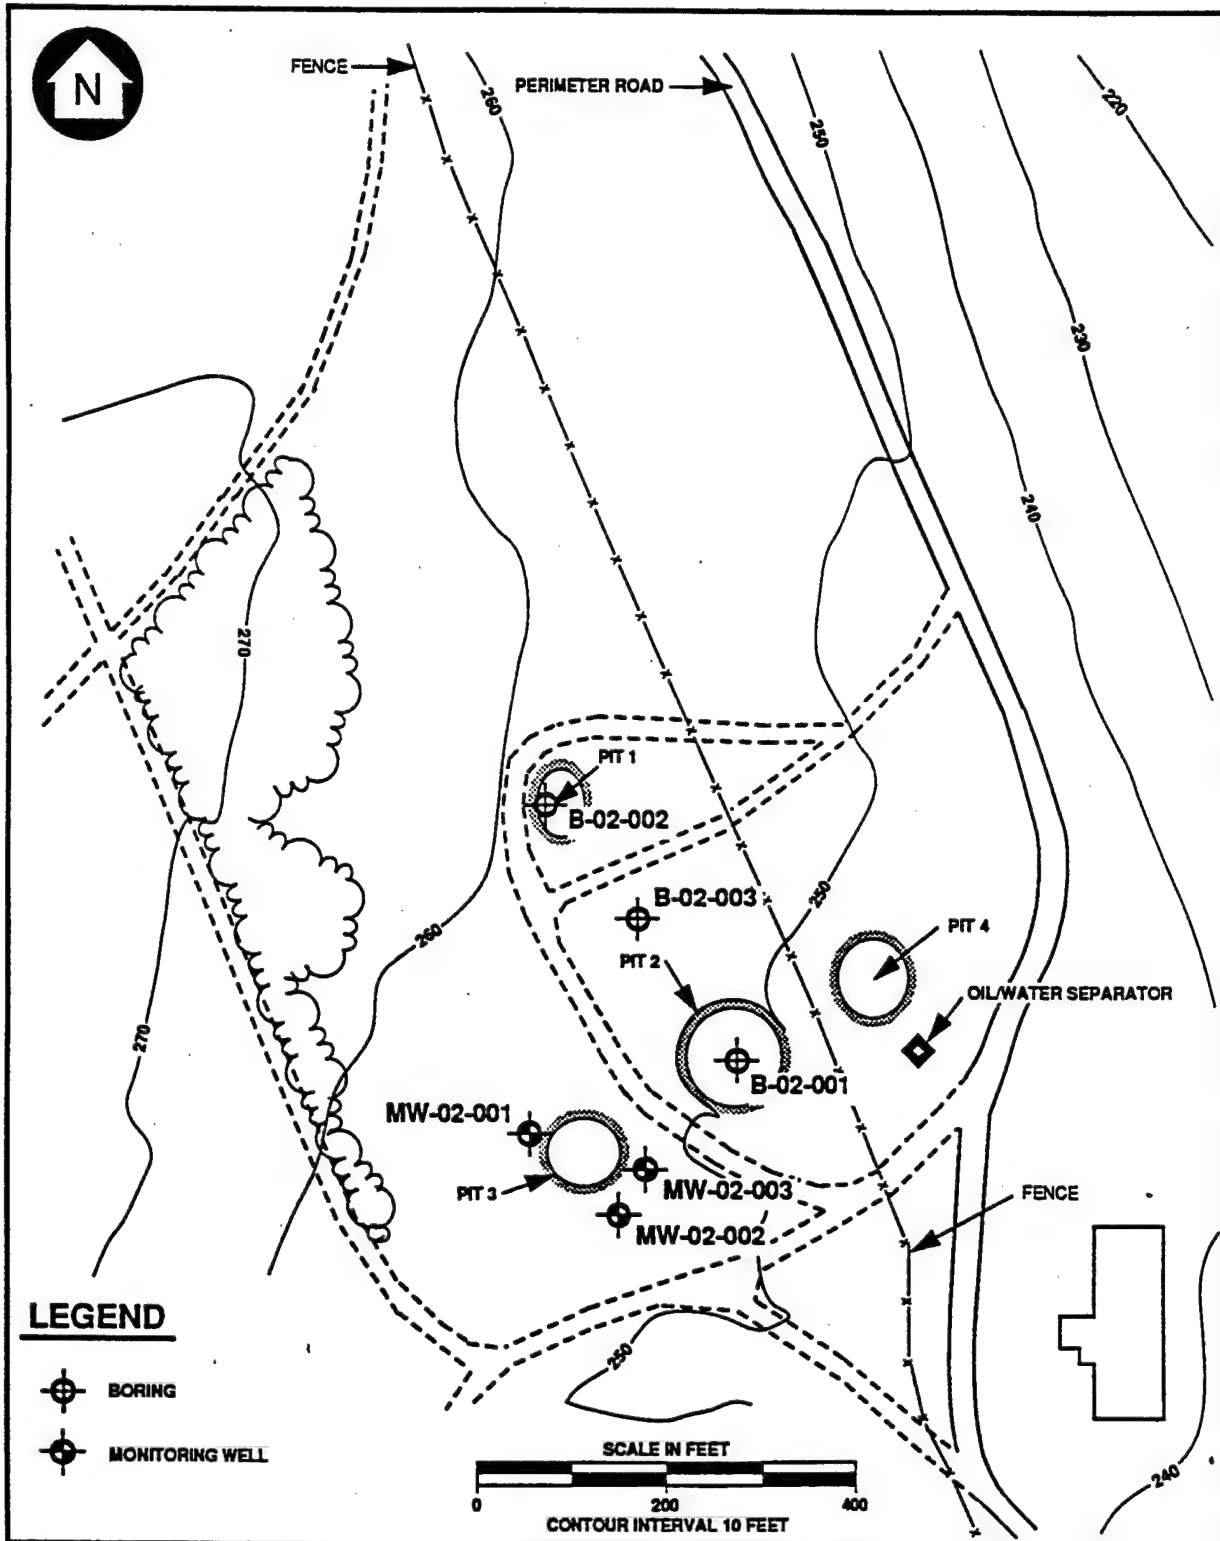 N
FENCE
260
PERIMETER ROAD
250
220
230
240
270
PIT 1
B-02-002
B-02-003
250
260
PIT 4
PIT 2
OIL/WATER SEPARATOR
270
B-02-001
MW-02-001
PIT 3
MW-02-003
FENCE
MW-02-002
LEGEND
250
BORING
MONITORING WELL
SCALE IN FEET
240
0 200 400
CONTOUR INTERVAL 10 FEET